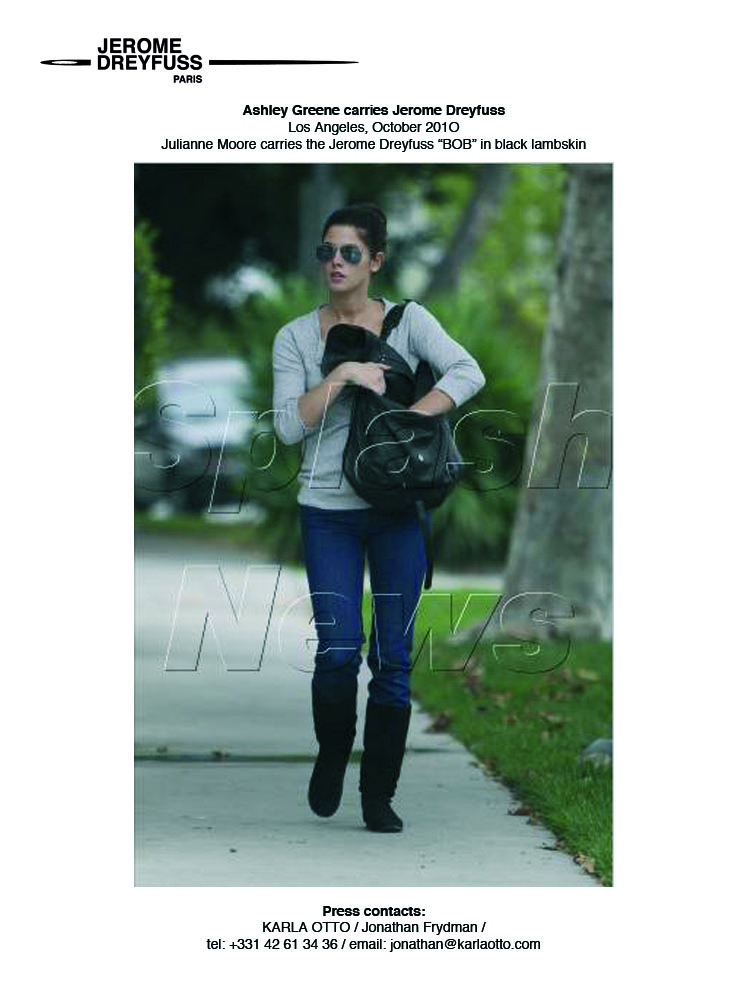 JEROME
DREYFUSS
PARIS
Ashley Greene carries Jerome Dreyfuss
Los Angeles, October 201O
Julianne Moore carries the Jerome Dreyfuss “BOB” in black lambskin
Splash
News
Press contacts:
KARLA OTTO / Jonathan Frydman /
tel: +331 42 61 34 36 / email: jonathan@karlaotto.com